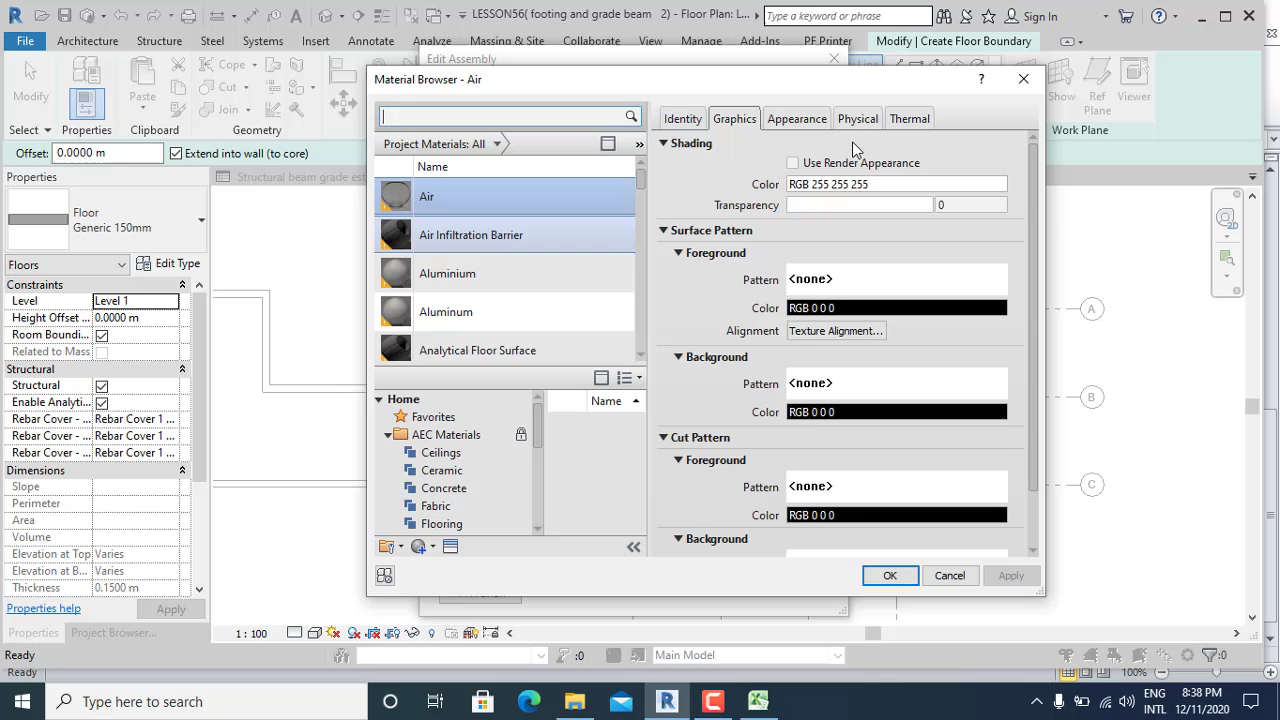 LESSON56( footing and grade beam 2) - Floor Plan: L...
Type a keyword or phrase
Sign In
File
Architecture
Structure
Steel
Systems
Insert
Annotate
Analyze
Massing & Site
Collaborate
View
Manage
Add-Ins
PF Printer
Modify | Create Floor Boundary
Edit Assembly
Modify
Select
Properties
Paste
Clipboard
Cope
Cut
Join
Geometry
Show
Ref Plane
Viewer
Work Plane
Offset:
0.0000 m
Extend into wall (to core)
Properties
Floor
Generic 150mm
Floors
Edit Type
Constraints
Level
Level 1
Height Offset ...
0.0000 m
Room Boundi...
Related to Mass
Structural
Structural
Enable Analyti...
Rebar Cover - ...
Rebar Cover 1 ...
Rebar Cover - ...
Rebar Cover 1 ...
Rebar Cover - ...
Rebar Cover 1 ...
Dimensions
Slope
Perimeter
Area
Volume
Elevation at Top
Varies
Elevation at B...
Varies
Thickness
0.1500 m
Properties help
Apply
Properties
Project Browser...
Structural beamega
Material Browser - Air
?
Project Materials: All
Name
Air
Air Infiltration Barrier
Aluminium
Aluminum
Analytical Floor Surface
Home
Favorites
AEC Materials
Ceilings
Ceramic
Concrete
Fabric
Flooring
Name
Identity
Graphics
Appearance
Physical
Thermal
Shading
Use Render Appearance
Color
RGB 255 255 255
Transparency
0
Surface Pattern
Foreground
Pattern
<none>
Color
RGB 0 0 0
Alignment
Texture Alignment...
Background
Pattern
<none>
Color
RGB 0 0 0
Cut Pattern
Foreground
Pattern
<none>
Color
RGB 0 0 0
Background
OK
Cancel
Apply
A
B
C
2D
1 : 100
Ready
:0
Main Model
:0
Ready
100%
Type here to search
ENG
INTL
8:38 PM
12/11/2020